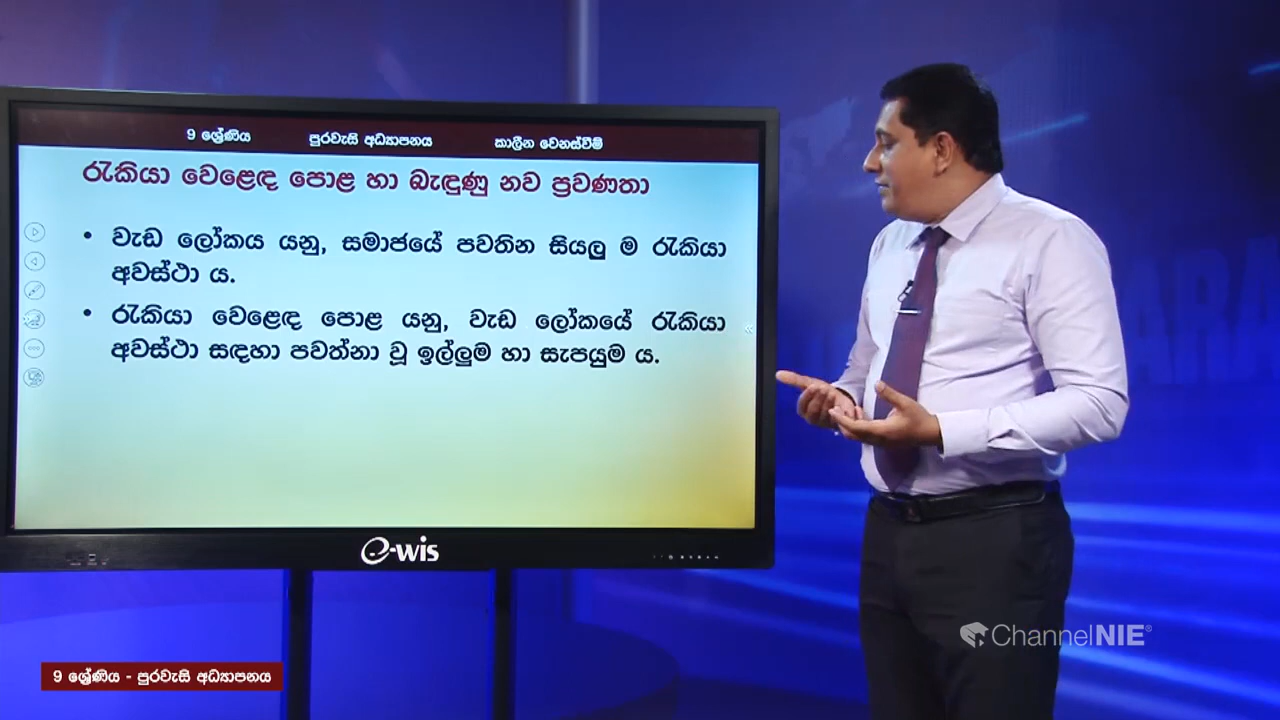 9 ශ්‍රේණිය පුරවැසි අධ්‍යාපනය කාලීන වෙනස්වීම්
රැකියා වෙළෙඳ පොළ හා බැඳුණු නව ප්‍රවණතා
• වැඩ ලෝකය යනු, සමාජයේ පවතින සියලු ම රැකියා
අවස්ථා ය.
• රැකියා වෙළෙඳ පොළ යනු, වැඩ ලෝකයේ රැකියා
අවස්ථා සඳහා පවත්නා වූ ඉල්ලුම හා සැපයුම ය.
e-wis
ChannelNIE®
9 ශ්‍රේණිය - පුරවැසි අධ්‍යාපනය